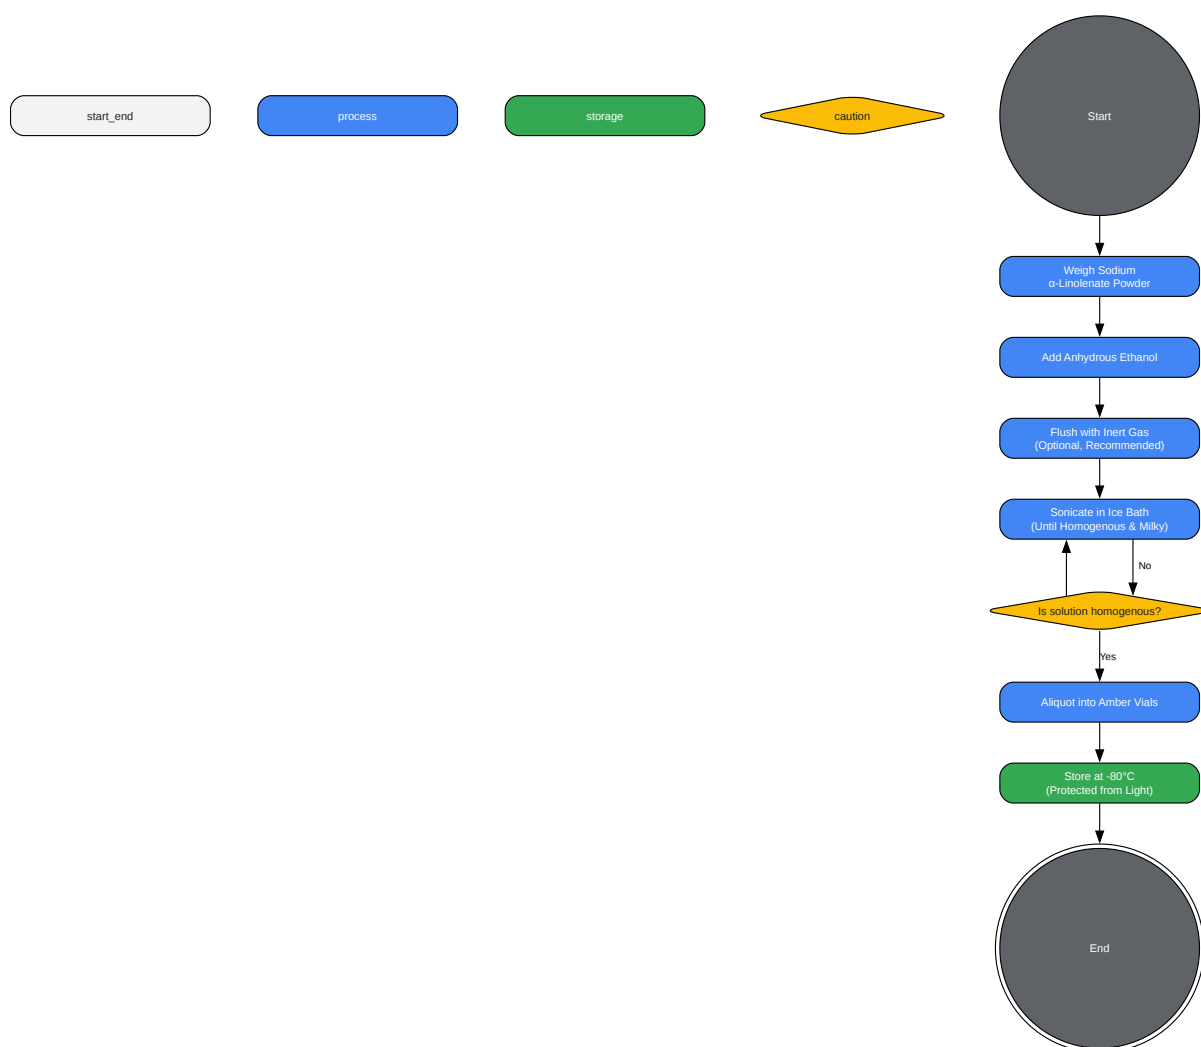 start_end
process
storage
caution
Start
Weigh Sodium
α-Linolenate Powder
Add Anhydrous Ethanol
Flush with Inert Gas
(Optional, Recommended)
Sonicate in Ice Bath
(Until Homogenous & Milky)
No
Is solution homogenous?
Yes
Aliquot into Amber Vials
Store at -80°C
(Protected from Light)
End